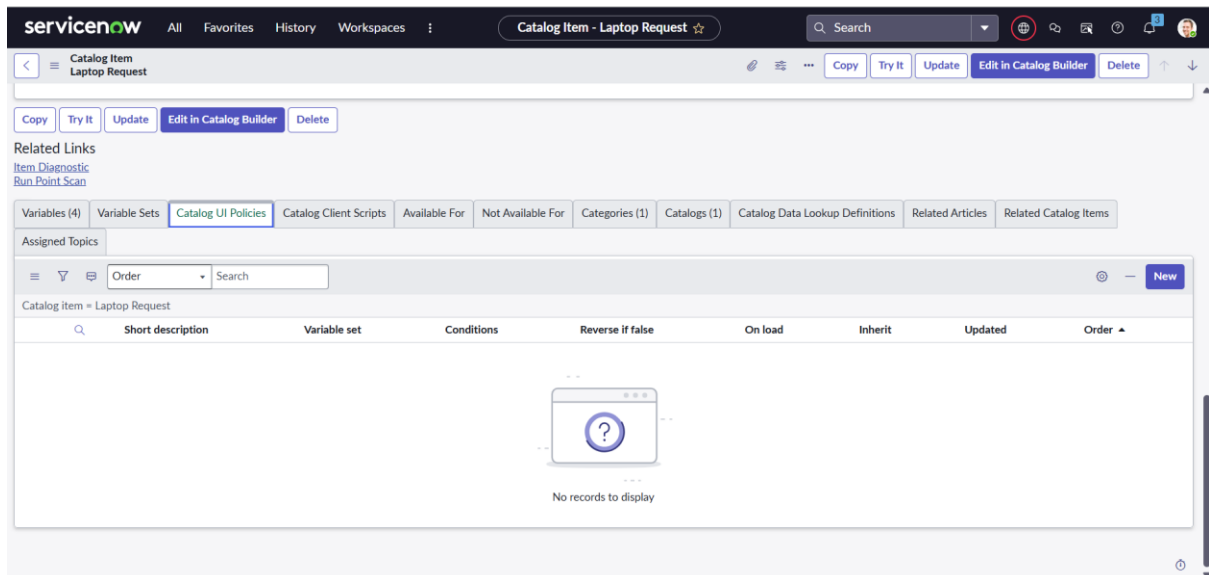 servicenow All Favorites History Workspaces Catalog Item - Laptop Request Search 3
Catalog Item
Laptop Request
Copy Try It Update Edit in Catalog Builder Delete
Copy Try It Update Edit in Catalog Builder Delete
Related Links
Item Diagnostic
Run Point Scan
Variables (4) Variable Sets Catalog UI Policies Catalog Client Scripts Available For Not Available For Categories (1) Catalogs (1) Catalog Data Lookup Definitions Related Articles Related Catalog Items
Assigned Topics
Order Search New
Catalog item = Laptop Request
Short description Variable set Conditions Reverse if false On load Inherit Updated Order
?
No records to display